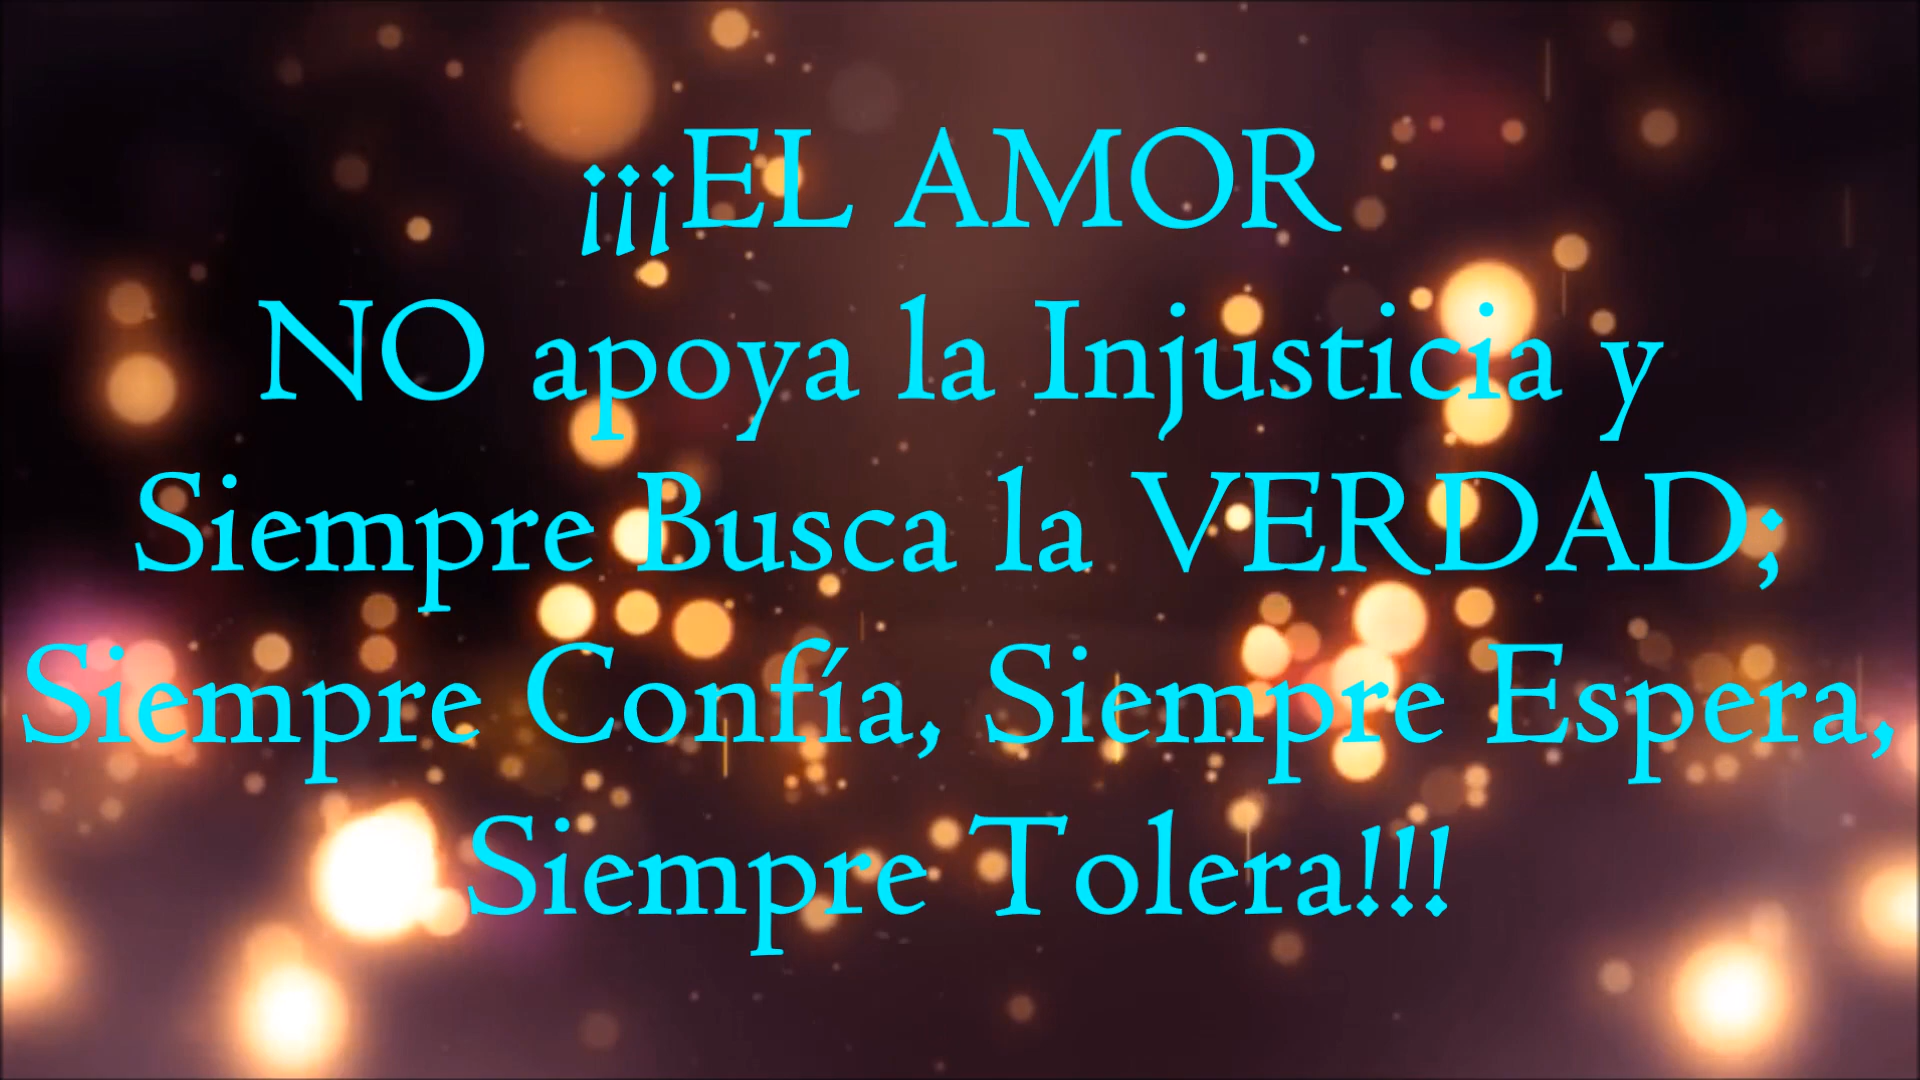 ¡¡¡EL AMOR
NO apoya la Injusticia y
Siempre Busca la VERDAD;
Siempre Confía, Siempre Espera,
Siempre Tolera!!!